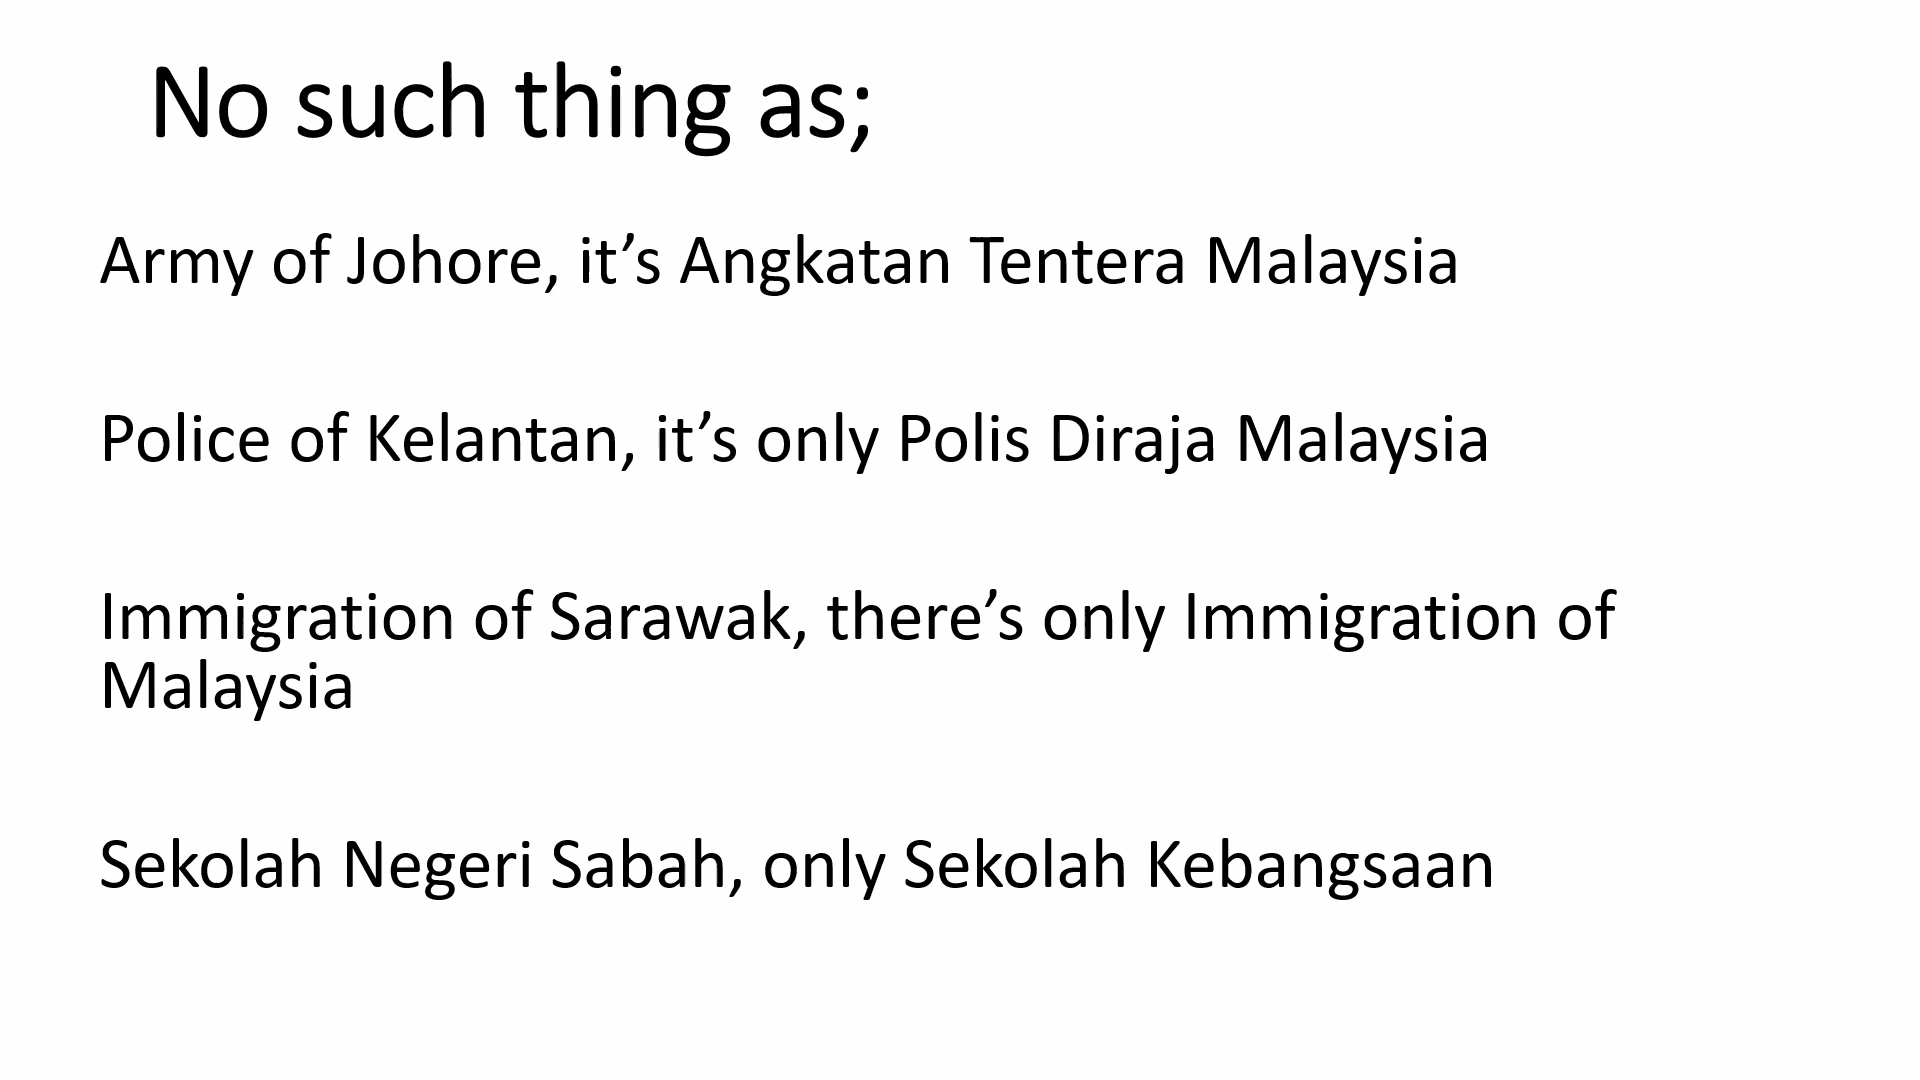 No such thing as;
Army of Johore, it’s Angkatan Tentera Malaysia
Police of Kelantan, it’s only Polis Diraja Malaysia
Immigration of Sarawak, there’s only Immigration of
Malaysia
Sekolah Negeri Sabah, only Sekolah Kebangsaan